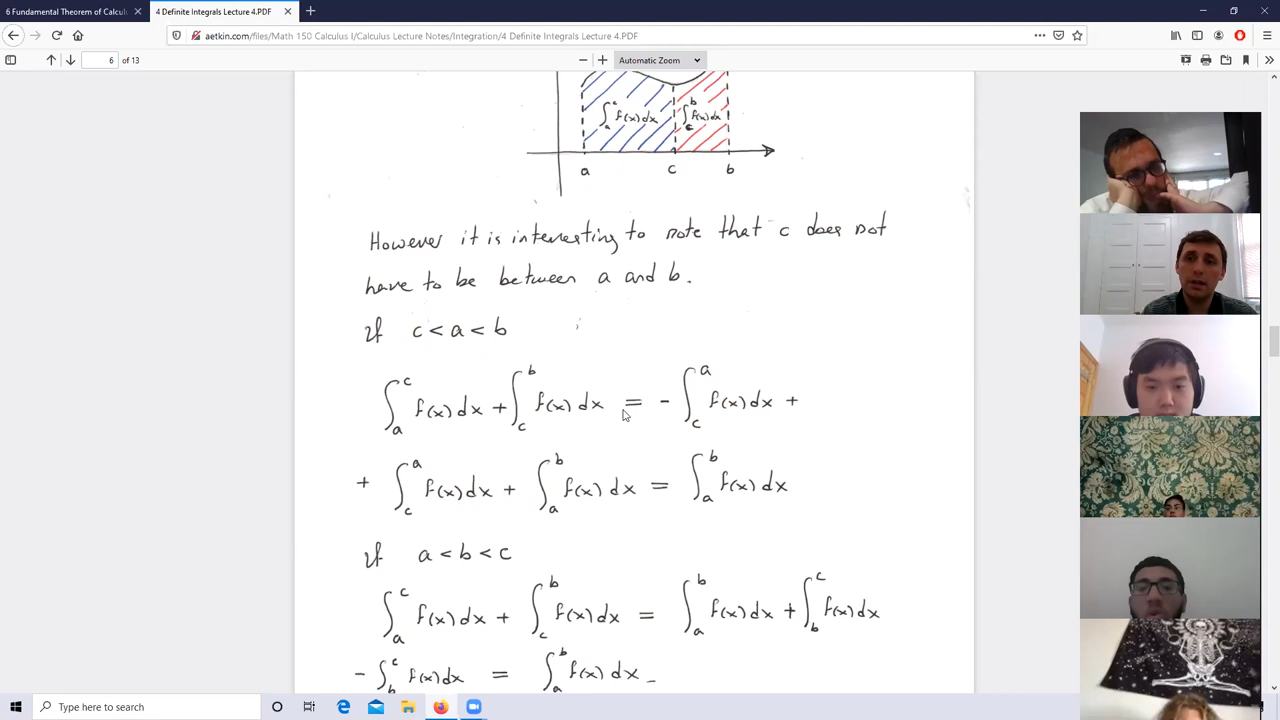 6 Fundamental Theorem of Calculus
4 Definite Integrals Lecture 4.PDF
aetkin.com/files/Math 150 Calculus I/Calculus Lecture Notes/Integration/4 Definite Integrals Lecture 4.PDF
6 of 13
Automatic Zoom
∫_a^c f(x)dx ∫_c^b f(x)dx
a c b
However it is interesting to note that c does not
have to be between a and b.
If c < a < b
∫_a^c f(x)dx + ∫_c^b f(x)dx = - ∫_c^a f(x)dx +
+ ∫_c^a f(x)dx + ∫_a^b f(x)dx = ∫_a^b f(x)dx
If a < b < c
∫_a^c f(x)dx + ∫_c^b f(x)dx = ∫_a^b f(x)dx + ∫_b^c f(x)dx
- ∫_b^c f(x)dx = ∫_a^b f(x)dx
Type here to search